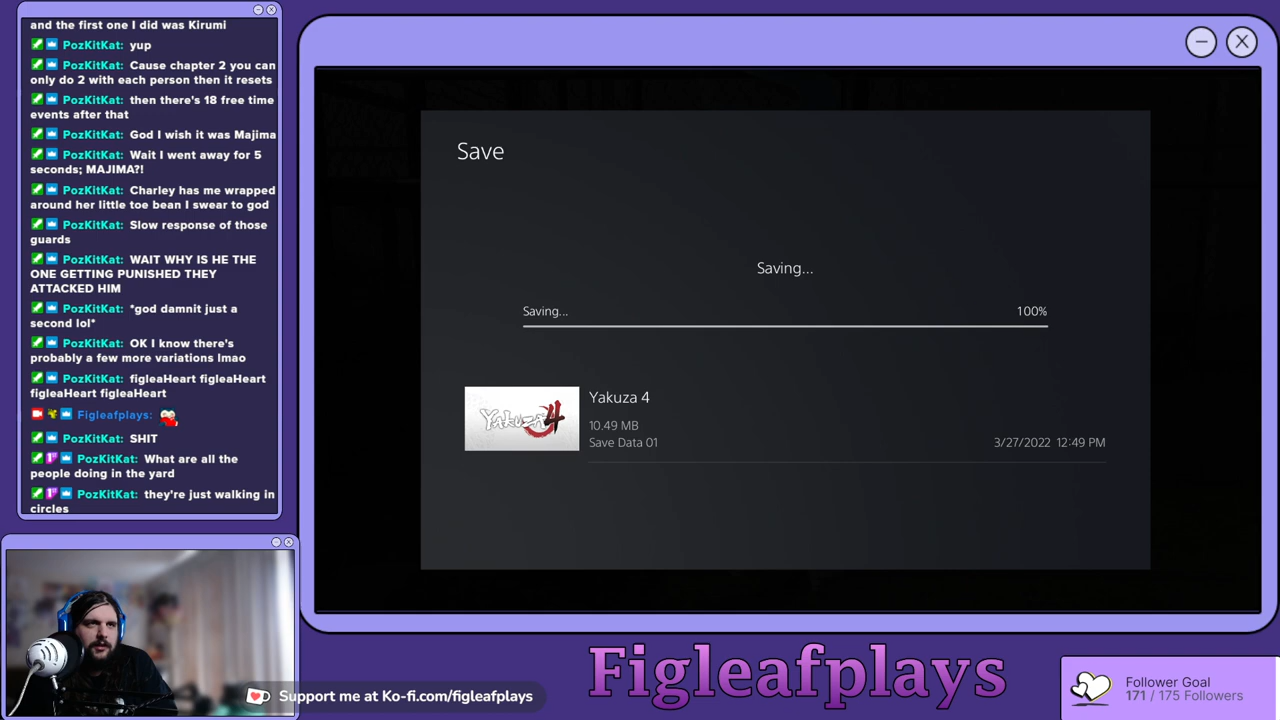 and the first one I did was Kirumi
PozKitKat: yup
PozKitKat: Cause chapter 2 you can
only do 2 with each person then it resets
PozKitKat: then there's 18 free time
events after that
PozKitKat: God I wish it was Majima
PozKitKat: Wait I went away for 5
seconds; MAJIMA?!
PozKitKat: Charley has me wrapped
around her little toe bean I swear to god
PozKitKat: Slow response of those
guards
PozKitKat: WAIT WHY IS HE THE
ONE GETTING PUNISHED THEY
ATTACKED HIM
PozKitKat: *god damnit just a
second lol*
PozKitKat: OK I know there's
probably a few more variations lmao
PozKitKat: figleaHeart figleaHeart
figleaHeart figleaHeart
Figleafplays:
PozKitKat: SHIT
PozKitKat: What are all the
people doing in the yard
PozKitKat: they're just walking in
circles
Save
Saving...
Saving... 100%
YAKUZA 4
Yakuza 4
10.49 MB
Save Data 01 3/27/2022 12:49 PM
Support me at Ko-fi.com/figleafplays
Figleafplays
Follower Goal
171 / 175 Followers